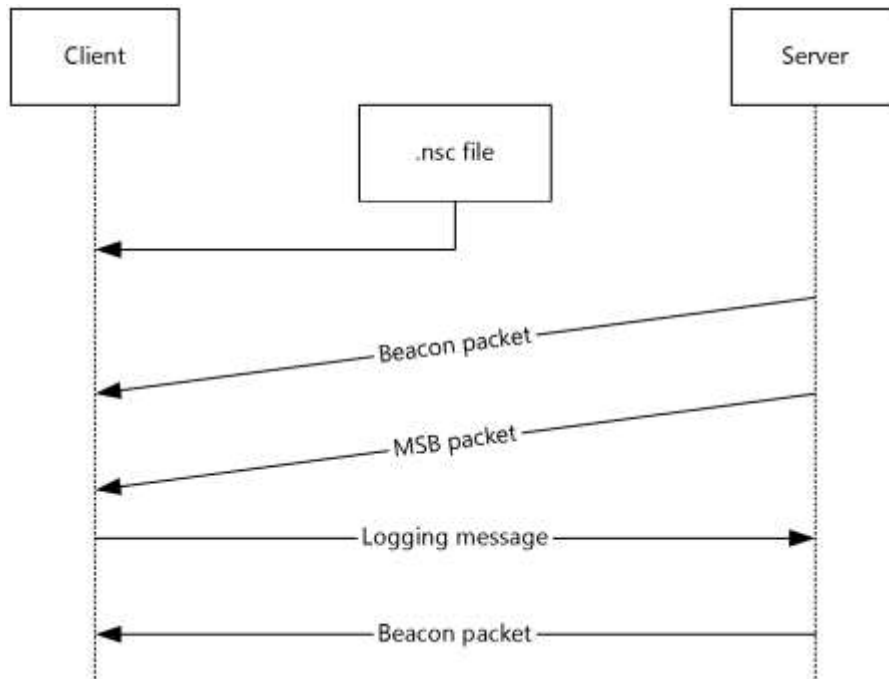 Client
Server
.nsc file
Beacon packet
MSB packet
Logging message
Beacon packet